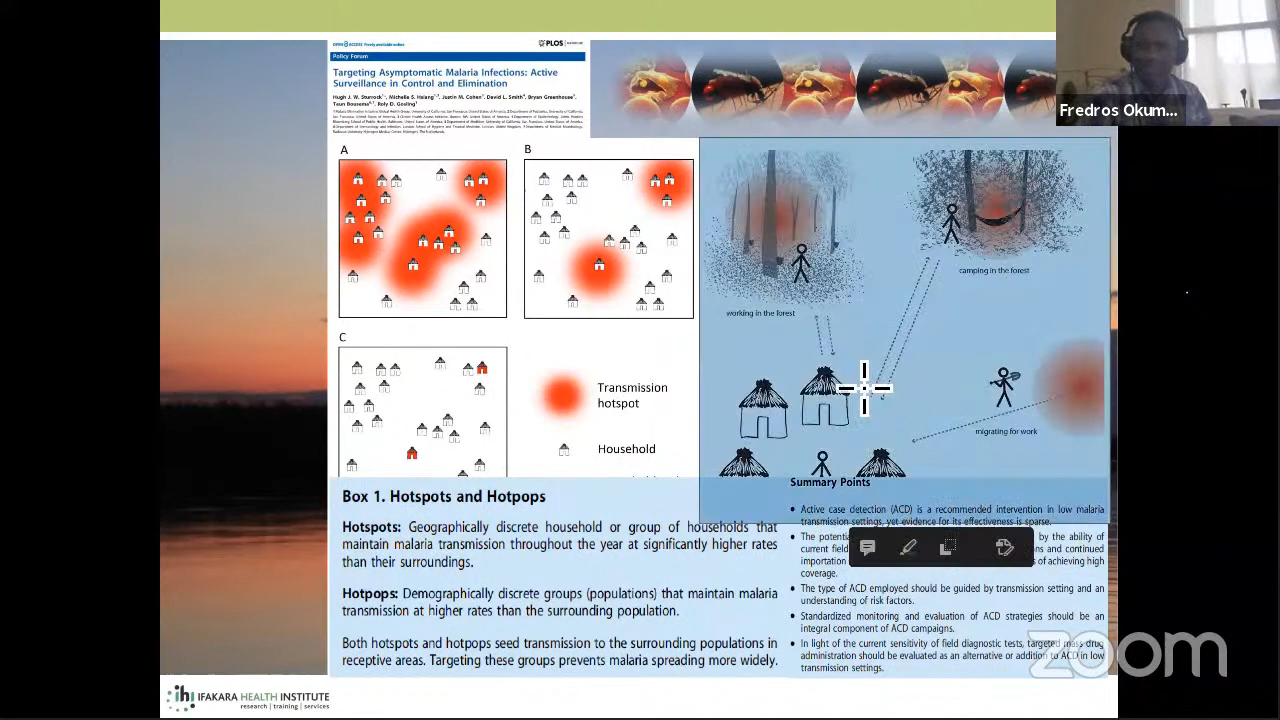 OPEN ACCESS Freely available online
PLOS
Policy Forum
Targeting Asymptomatic Malaria Infections: Active
Surveillance in Control and Elimination
Hugh J. W. Sturrock, Michelle S. Hsiang, Justin M. Cohen, David L. Smith, Bryan Greenhouse,
Teun Bousema, Roly D. Gosling
Fredros Okum...
A
B
C
Transmission
hotspot
Household
working in the forest
camping in the forest
migrating for work
Box 1. Hotspots and Hotpops
Hotspots: Geographically discrete household or group of households that
maintain malaria transmission throughout the year at significantly higher rates
than their surroundings.
Hotpops: Demographically discrete groups (populations) that maintain malaria
transmission at higher rates than the surrounding population.
Both hotspots and hotpops seed transmission to the surrounding populations in
receptive areas. Targeting these groups prevents malaria spreading more widely.
Summary Points
• Active case detection (ACD) is a recommended intervention in low malaria
transmission settings, yet evidence for its effectiveness is sparse.
• The potentia by the ability of
current field ns and continued
importation s of achieving high
coverage.
• The type of ACD employed should be guided by transmission setting and an
understanding of risk factors.
• Standardized monitoring and evaluation of ACD strategies should be an
integral component of ACD campaigns.
• In light of the current sensitivity of field diagnostic tests, targeted mass drug
administration should be evaluated as an alternative or addition to ACD in low
transmission settings.
zoom
ihi IFAKARA HEALTH INSTITUTE
research | training | services